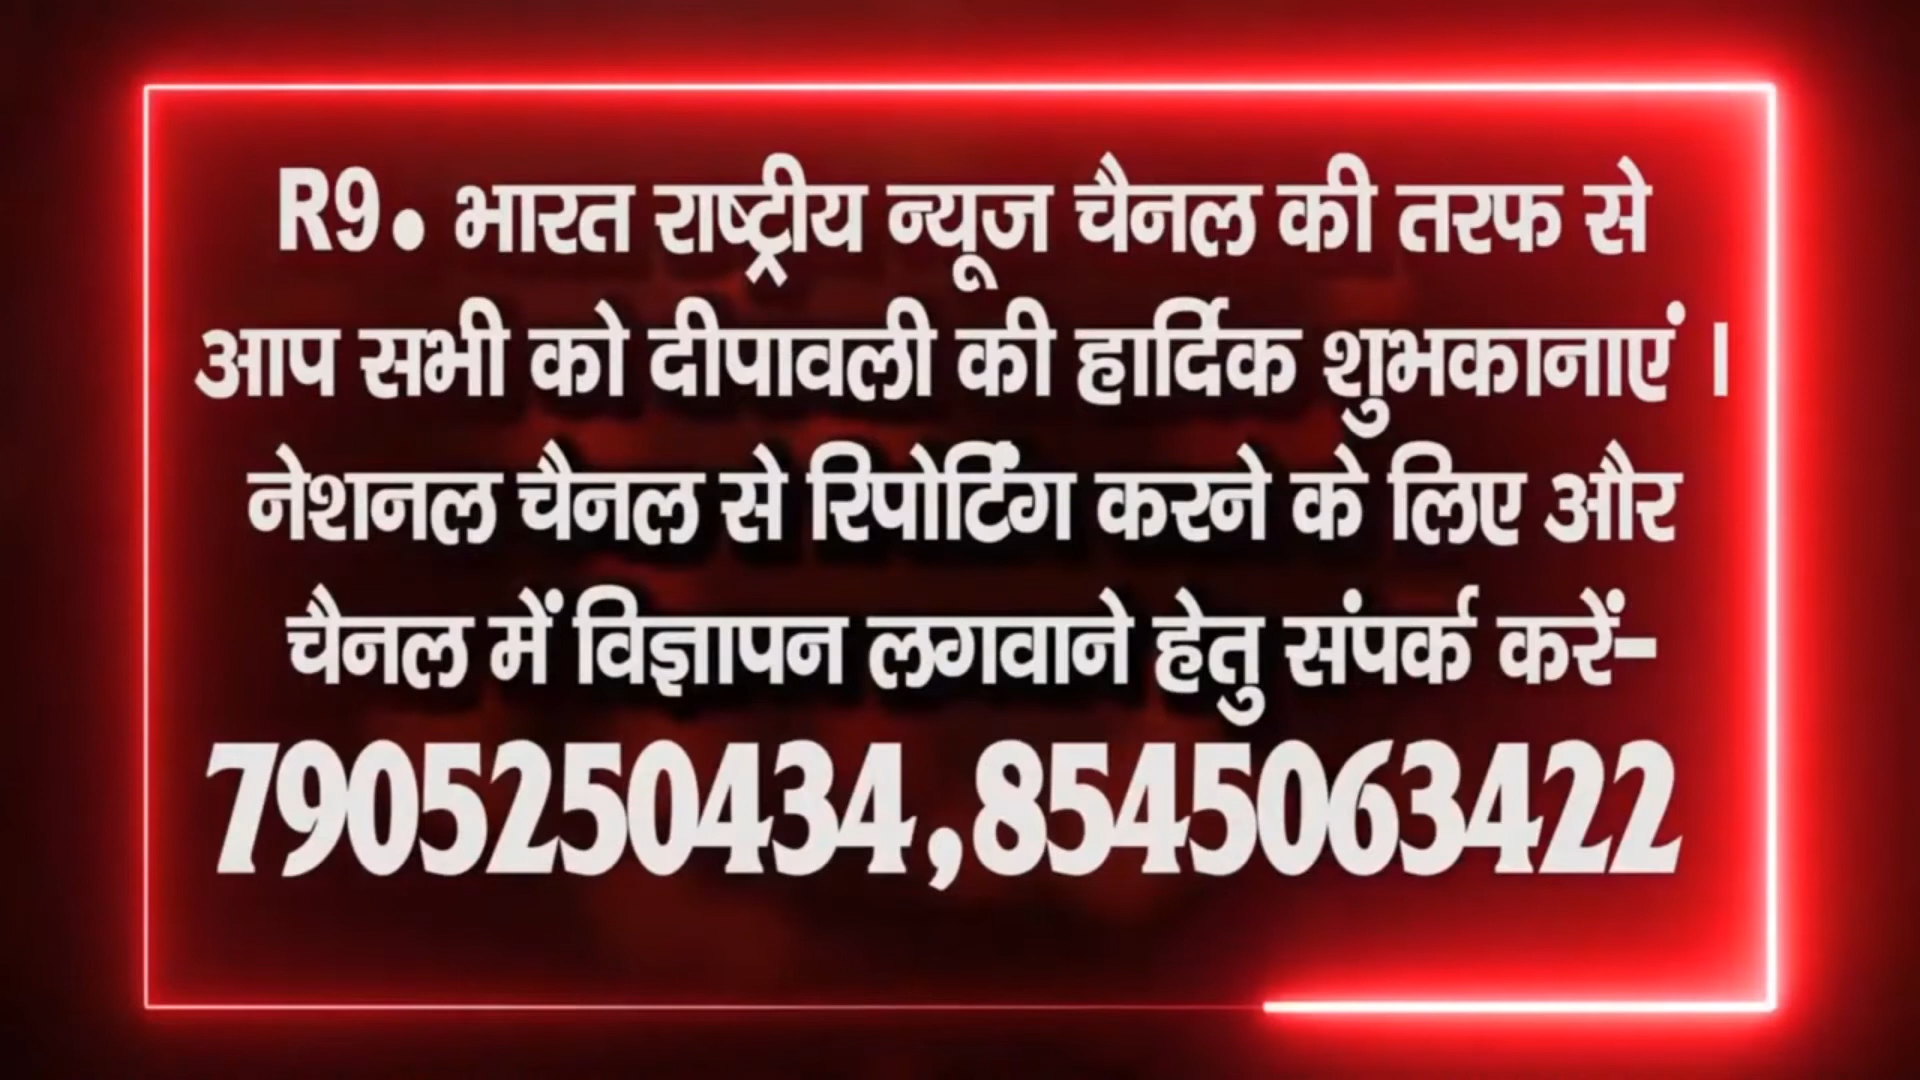 R9. भारत राष्ट्रीय न्यूज चैनल की तरफ से
आप सभी को दीपावली की हार्दिक शुभकानाएं ।
नेशनल चैनल से रिपोर्टिंग करने के लिए और
चैनल में विज्ञापन लगवाने हेतु संपर्क करें-
7905250434,8545063422